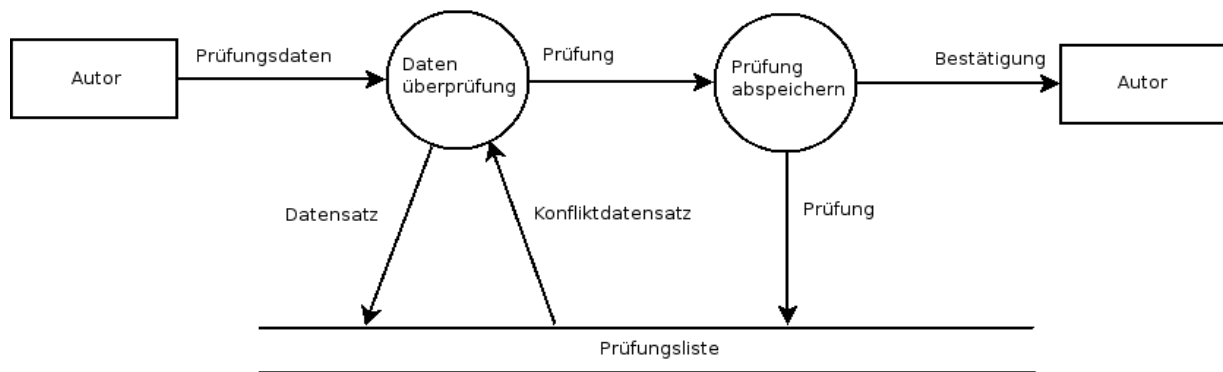 Autor
Prüfungsdaten
Daten
überprüfung
Prüfung
Prüfung
abspeichern
Bestätigung
Autor
Datensatz
Konfliktdatensatz
Prüfung
Prüfungsliste